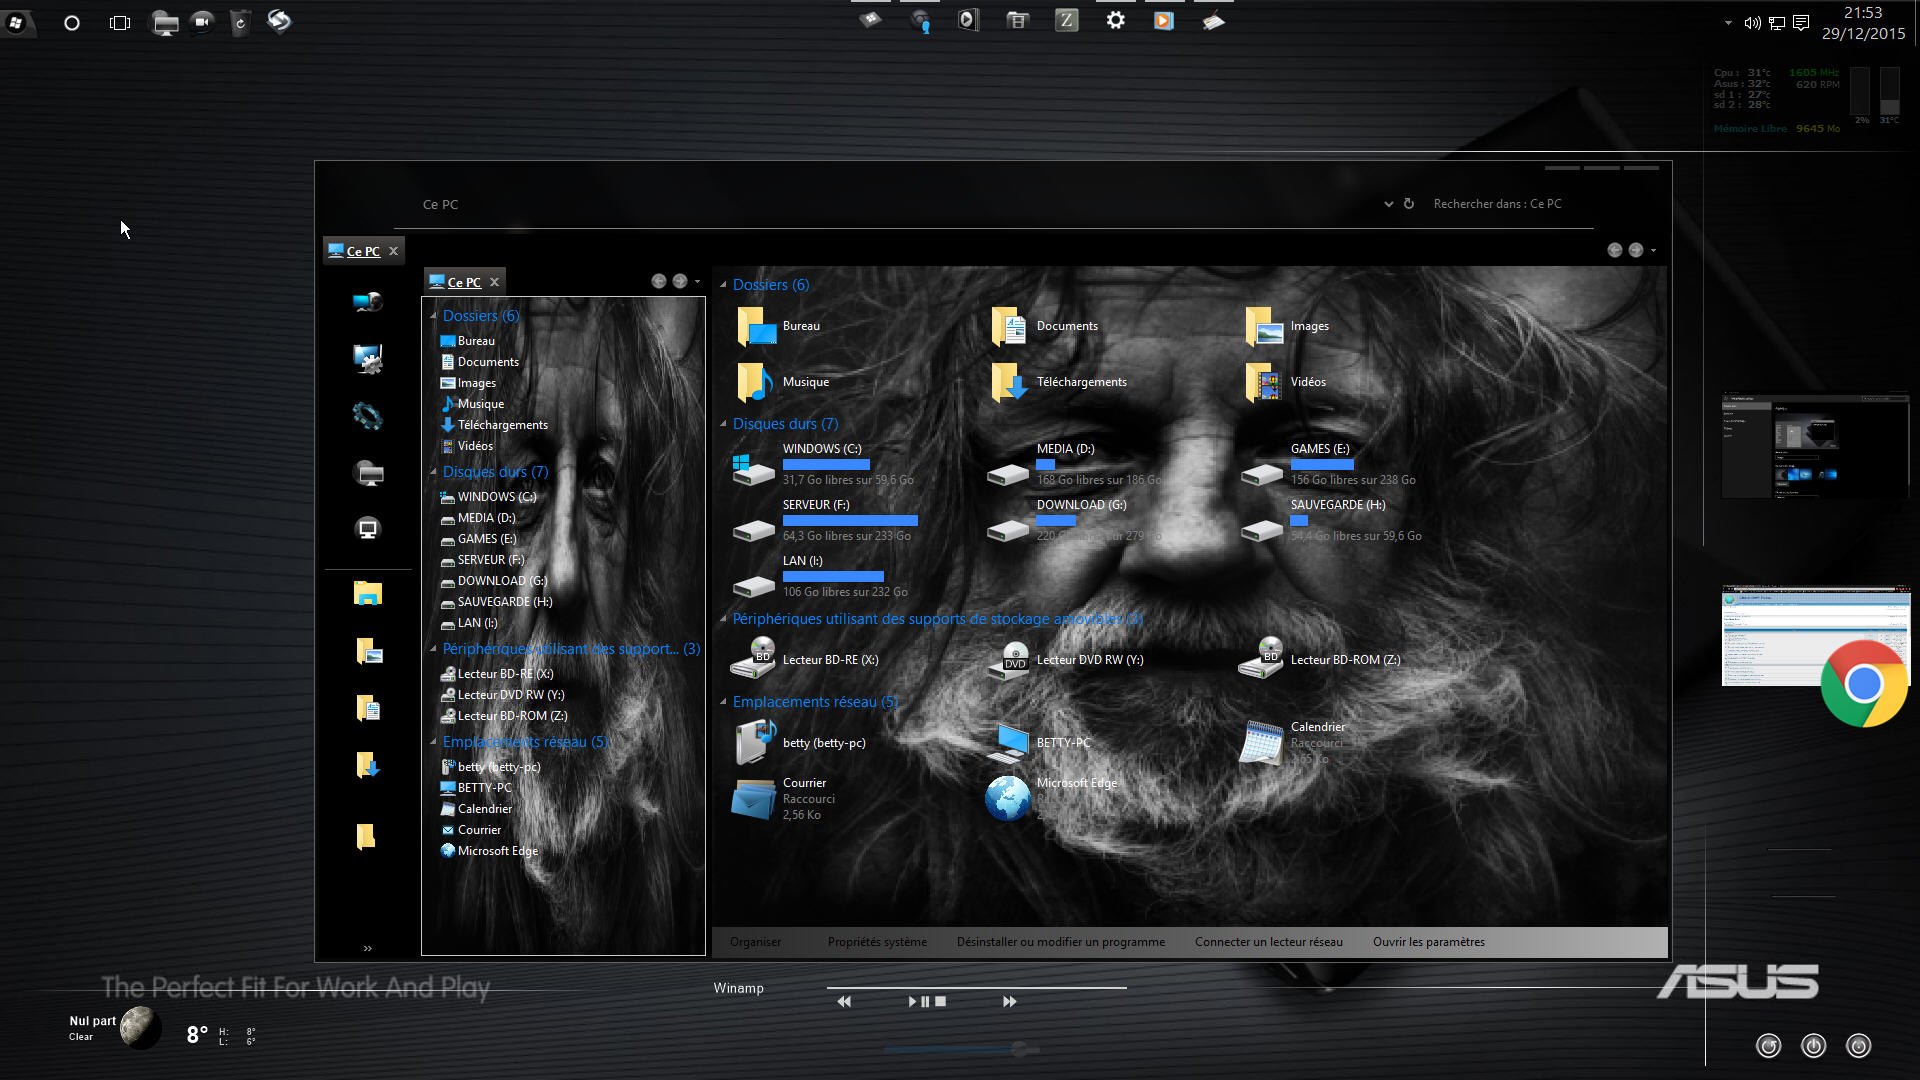 21:53
29/12/2015
Cpu : 31°c 1605 MHz
Asus : 32°c 620 RPM
sd 1 : 27°c
sd 2 : 28°c
2% 31°C
Mémoire Libre 9645 Mo
Z
Ce PC
Rechercher dans : Ce PC
Ce PC
Ce PC
Dossiers (6)
Bureau
Documents
Images
Musique
Téléchargements
Vidéos
Disques durs (7)
WINDOWS (C:)
MEDIA (D:)
GAMES (E:)
SERVEUR (F:)
DOWNLOAD (G:)
SAUVEGARDE (H:)
LAN (I:)
Périphériques utilisant des support... (3)
Lecteur BD-RE (X:)
Lecteur DVD RW (Y:)
Lecteur BD-ROM (Z:)
Emplacements réseau (5)
betty (betty-pc)
BETTY-PC
Calendrier
Courrier
Microsoft Edge
Dossiers (6)
Bureau
Documents
Images
Musique
Téléchargements
Vidéos
Disques durs (7)
WINDOWS (C:)
31,7 Go libres sur 59,6 Go
MEDIA (D:)
168 Go libres sur 186 Go
GAMES (E:)
156 Go libres sur 238 Go
SERVEUR (F:)
64,3 Go libres sur 233 Go
DOWNLOAD (G:)
220 Go libres sur 279 Go
SAUVEGARDE (H:)
54,4 Go libres sur 59,6 Go
LAN (I:)
106 Go libres sur 232 Go
Périphériques utilisant des supports de stockage amovibles (3)
BD
Lecteur BD-RE (X:)
DVD
Lecteur DVD RW (Y:)
BD
Lecteur BD-ROM (Z:)
Emplacements réseau (5)
betty (betty-pc)
BETTY-PC
Calendrier
Raccourci
Courrier
Raccourci
2,56 Ko
Microsoft Edge
Organiser
Propriétés système
Désinstaller ou modifier un programme
Connecter un lecteur réseau
Ouvrir les paramètres
The Perfect Fit For Work And Play
Winamp
ASUS
Nul part
Clear
8°
H: 8°
L: 6°